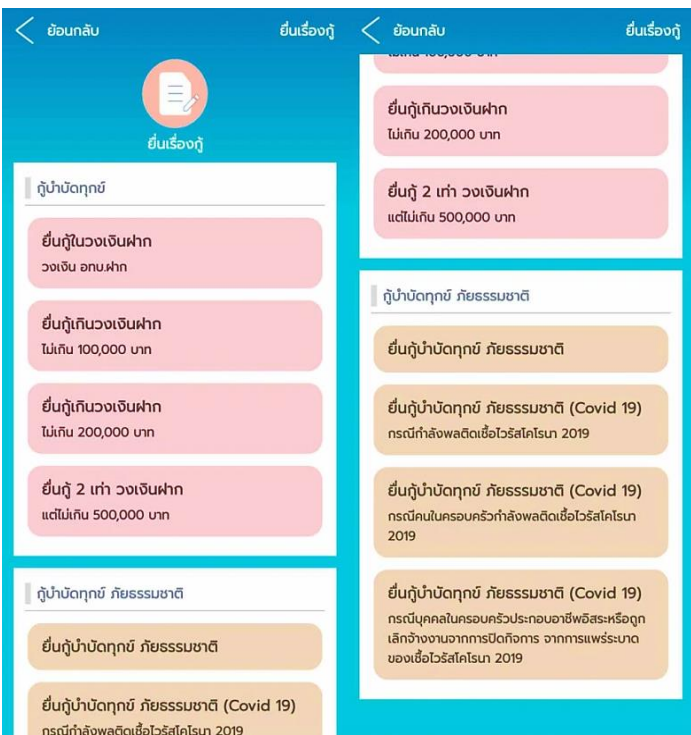 ย้อนกลับ
ยื่นเรื่องกู้
ยื่นเรื่องกู้
กู้บำบัดทุกข์
ยื่นกู้ในวงเงินฝาก
วงเงิน อทบ.ฝาก
ยื่นกู้เกินวงเงินฝาก
ไม่เกิน 100,000 บาท
ยื่นกู้เกินวงเงินฝาก
ไม่เกิน 200,000 บาท
ยื่นกู้ 2 เท่า วงเงินฝาก
แต่ไม่เกิน 500,000 บาท
กู้บำบัดทุกข์ ภัยธรรมชาติ
ยื่นกู้บำบัดทุกข์ ภัยธรรมชาติ
ยื่นกู้บำบัดทุกข์ ภัยธรรมชาติ (Covid 19)
กรณีกำลังพลติดเชื้อไวรัสโคโรนา 2019
ย้อนกลับ
ยื่นเรื่องกู้
ยื่นกู้เกินวงเงินฝาก
ไม่เกิน 200,000 บาท
ยื่นกู้ 2 เท่า วงเงินฝาก
แต่ไม่เกิน 500,000 บาท
กู้บำบัดทุกข์ ภัยธรรมชาติ
ยื่นกู้บำบัดทุกข์ ภัยธรรมชาติ
ยื่นกู้บำบัดทุกข์ ภัยธรรมชาติ (Covid 19)
กรณีกำลังพลติดเชื้อไวรัสโคโรนา 2019
ยื่นกู้บำบัดทุกข์ ภัยธรรมชาติ (Covid 19)
กรณีคนในครอบครัวกำลังพลติดเชื้อไวรัสโคโรนา
2019
ยื่นกู้บำบัดทุกข์ ภัยธรรมชาติ (Covid 19)
กรณีบุคคลในครอบครัวประกอบอาชีพอิสระหรือถูก
เลิกจ้างงานจากการปิดกิจการ จากการแพร่ระบาด
ของเชื้อไวรัสโคโรนา 2019